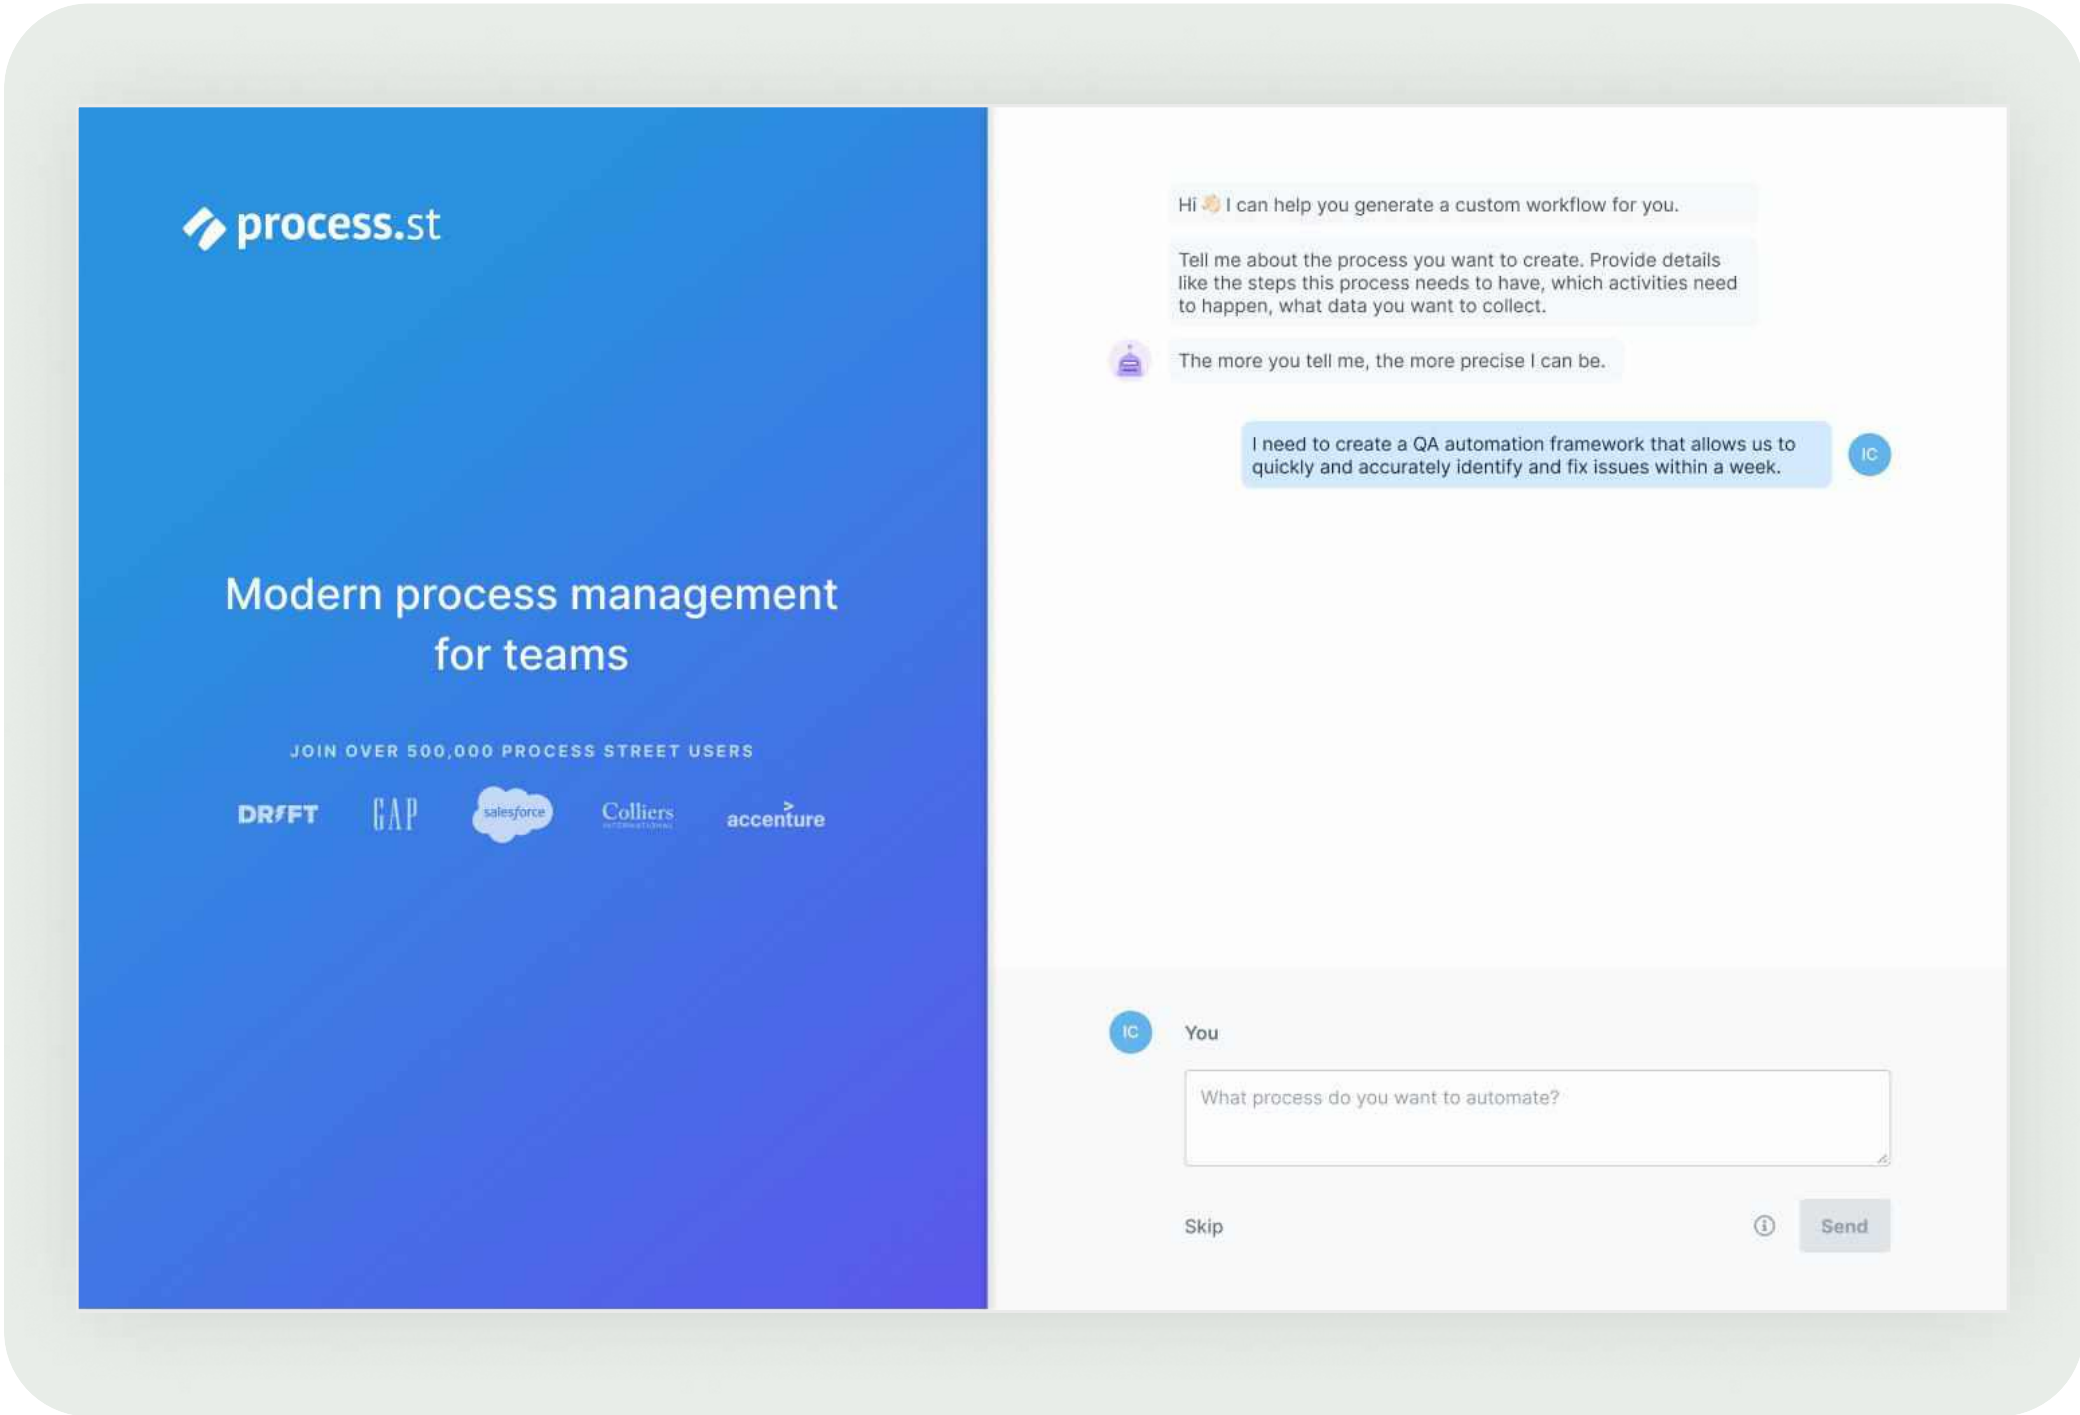 process.st
Modern process management
for teams
JOIN OVER 500,000 PROCESS STREET USERS
DRIFT GAP salesforce Colliers INTERNATIONAL accenture
Hi 👋🏻 I can help you generate a custom workflow for you.
Tell me about the process you want to create. Provide details
like the steps this process needs to have, which activities need
to happen, what data you want to collect.
The more you tell me, the more precise I can be.
I need to create a QA automation framework that allows us to
quickly and accurately identify and fix issues within a week.
IC
IC You
What process do you want to automate?
Skip Send